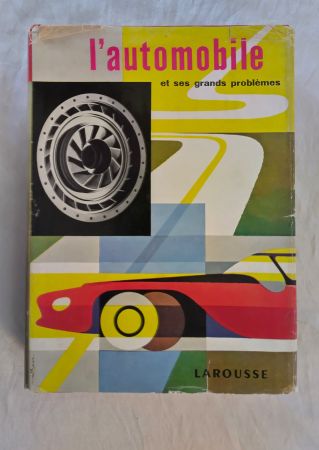 l'automobile
et ses grands problèmes
LAROUSSE